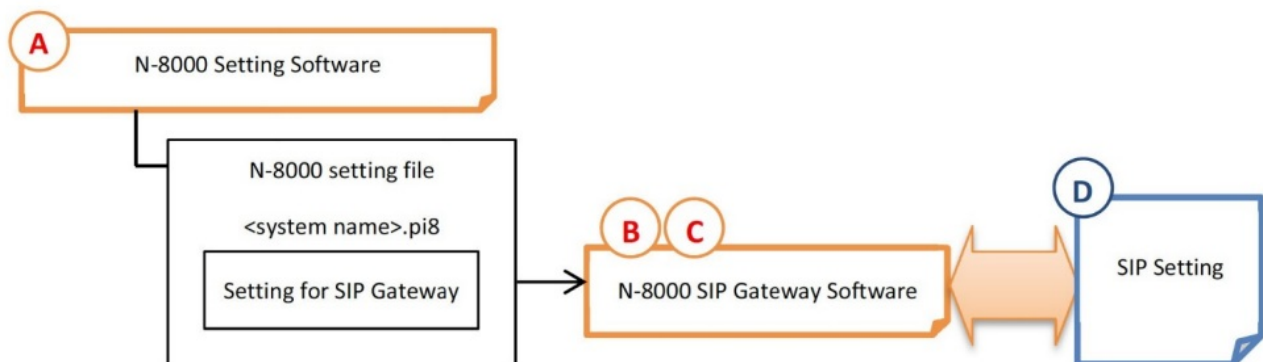 A
N-8000 Setting Software
N-8000 setting file
<system name>.pi8
Setting for SIP Gateway
B C
N-8000 SIP Gateway Software
D
SIP Setting